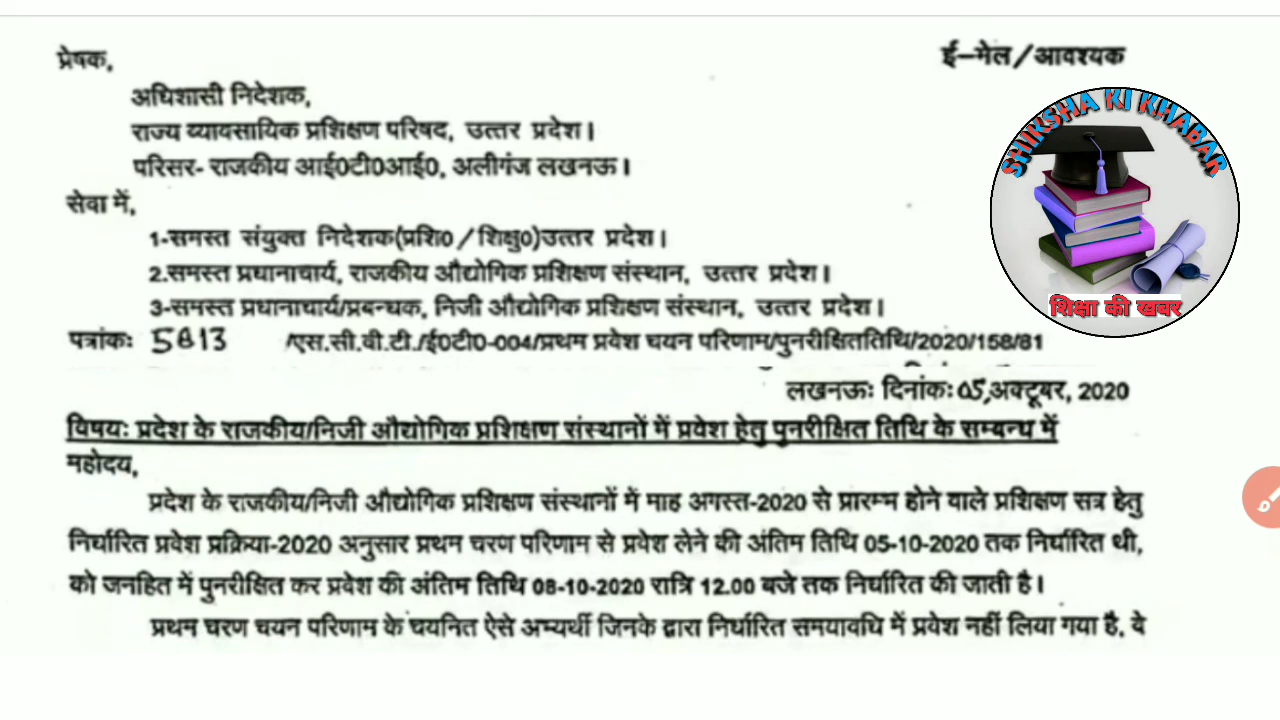 प्रेषक,
ई-मेल/आवश्यक
अधिशासी निदेशक,
राज्य व्यावसायिक प्रशिक्षण परिषद, उत्तर प्रदेश।
परिसर- राजकीय आई0टी0आई0, अलीगंज लखनऊ।
सेवा में,
1-समस्त संयुक्त निदेशक(प्रशि0/शिक्षु0)उत्तर प्रदेश।
2.समस्त प्रधानाचार्य, राजकीय औद्योगिक प्रशिक्षण संस्थान, उत्तर प्रदेश।
3-समस्त प्रधानाचार्य/प्रबन्धक, निजी औद्योगिक प्रशिक्षण संस्थान, उत्तर प्रदेश।
पत्रांकः 5813 /एस.सी.वी.टी./ई0टी0-004/प्रथम प्रवेश चयन परिणाम/पुनरीक्षिततिथि/2020/158/81
लखनऊः दिनांकः 05,अक्टूबर, 2020
विषयः प्रदेश के राजकीय/निजी औद्योगिक प्रशिक्षण संस्थानों में प्रवेश हेतु पुनरीक्षित तिथि के सम्बन्ध में
महोदय,
प्रदेश के राजकीय/निजी औद्योगिक प्रशिक्षण संस्थानों में माह अगस्त-2020 से प्रारम्भ होने वाले प्रशिक्षण सत्र हेतु
निर्धारित प्रवेश प्रक्रिया-2020 अनुसार प्रथम चरण परिणाम से प्रवेश लेने की अंतिम तिथि 05-10-2020 तक निर्धारित थी,
को जनहित में पुनरीक्षित कर प्रवेश की अंतिम तिथि 08-10-2020 रात्रि 12.00 बजे तक निर्धारित की जाती है।
प्रथम चरण चयन परिणाम के चयनित ऐसे अभ्यर्थी जिनके द्वारा निर्धारित समयावधि में प्रवेश नहीं लिया गया है, वे
SHIKSHA KI KHABAR
शिक्षा की खबर